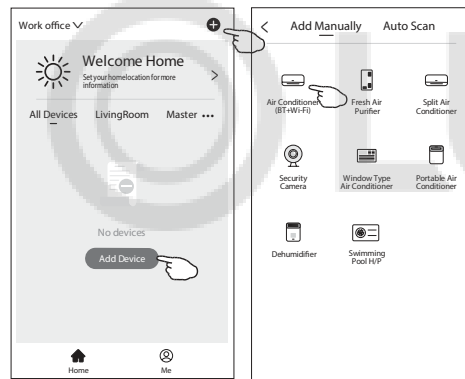 Work office
Welcome Home
Set your home location for more
information
All Devices LivingRoom Master
No devices
Add Device
Home Me
Add Manually Auto Scan
Air Conditioner
(BT+Wi-Fi)
Fresh Air
Purifier
Split Air
Conditioner
Security
Camera
Window Type
Air Conditioner
Portable Air
Conditioner
Dehumidifier
Swimming
Pool H/P